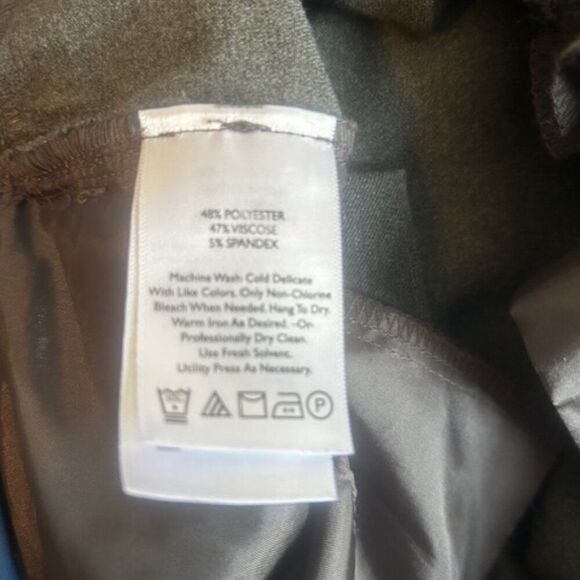 48% POLYESTER
47% VISCOSE
5% SPANDEX
Machine Wash Cold Delicate
With Like Colors. Only Non-Chlorine
Bleach When Needed. Hang To Dry.
Warm Iron As Desired. -Or-
Professionally Dry Clean.
Use Fresh Solvent.
Utility Press As Necessary.
P